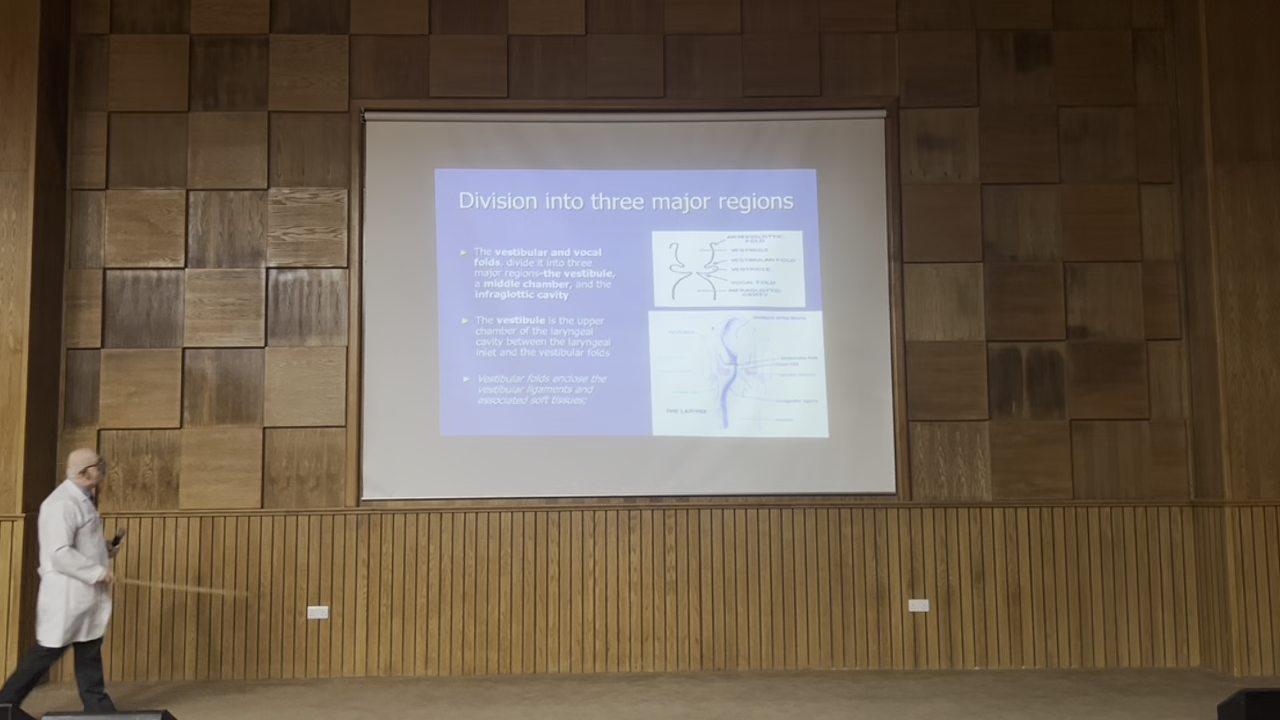 Division into three major regions
The vestibular and vocal
folds, divide it into three
major regions-the vestibule,
a middle chamber, and the
infraglottic cavity
The vestibule is the upper
chamber of the laryngeal
cavity between the laryngeal
inlet and the vestibular folds
Vestibular folds enclose the
vestibular ligaments and
associated soft tissues;
FOLD
VESTIBULE
VESTIBULAR FOLD
VENTRICLE
VOCAL FOLD
INFRAGLOTTIC
CAVITY
THE LARYNX